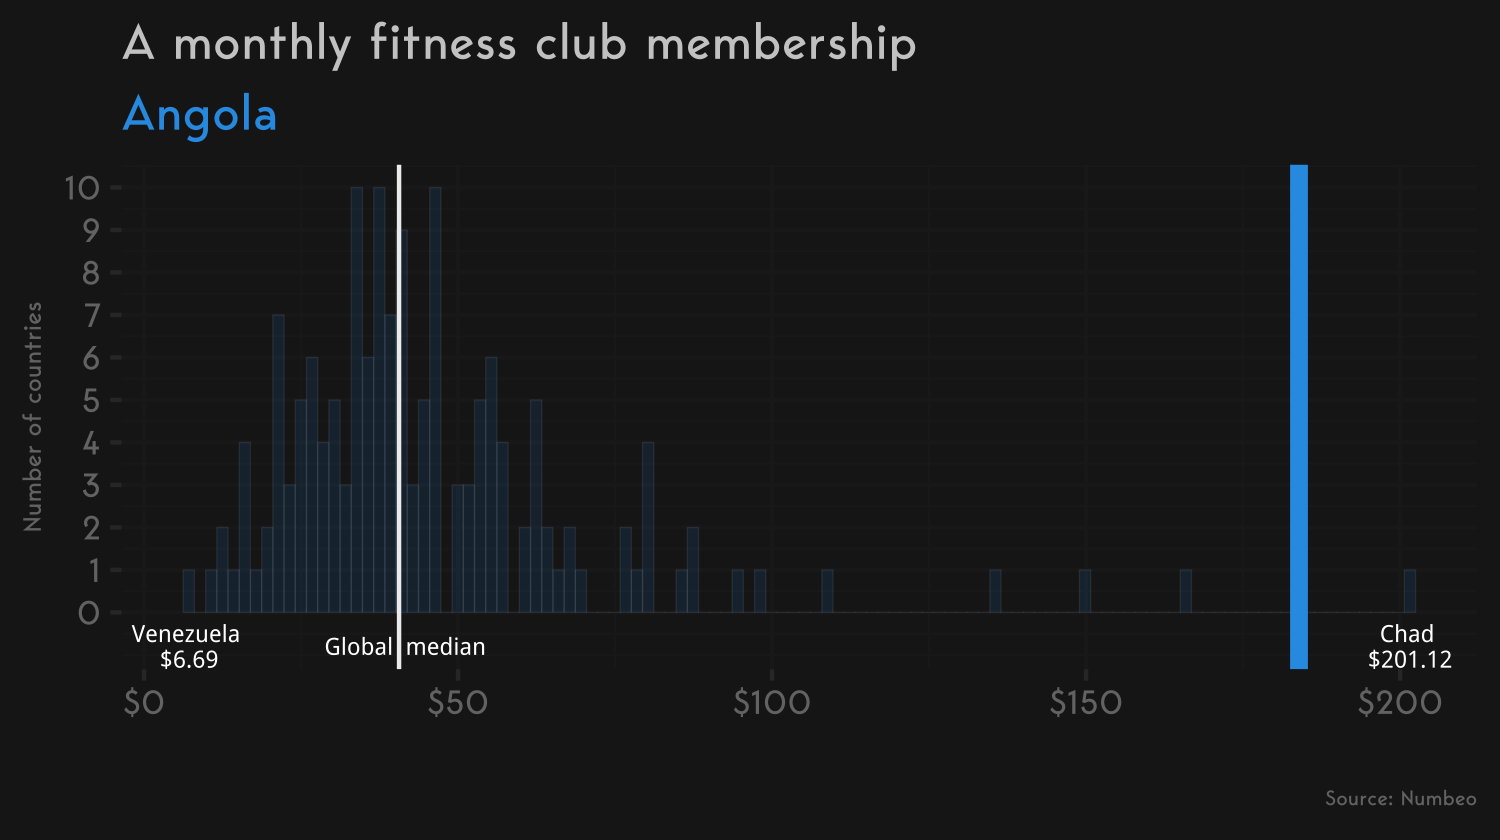 A monthly fitness club membership
Angola
Number of countries
10
9
8
7
6
5
4
3
2
1
0
Venezuela
$6.69
Global median
Chad
$201.12
$0 $50 $100 $150 $200
Source: Numbeo